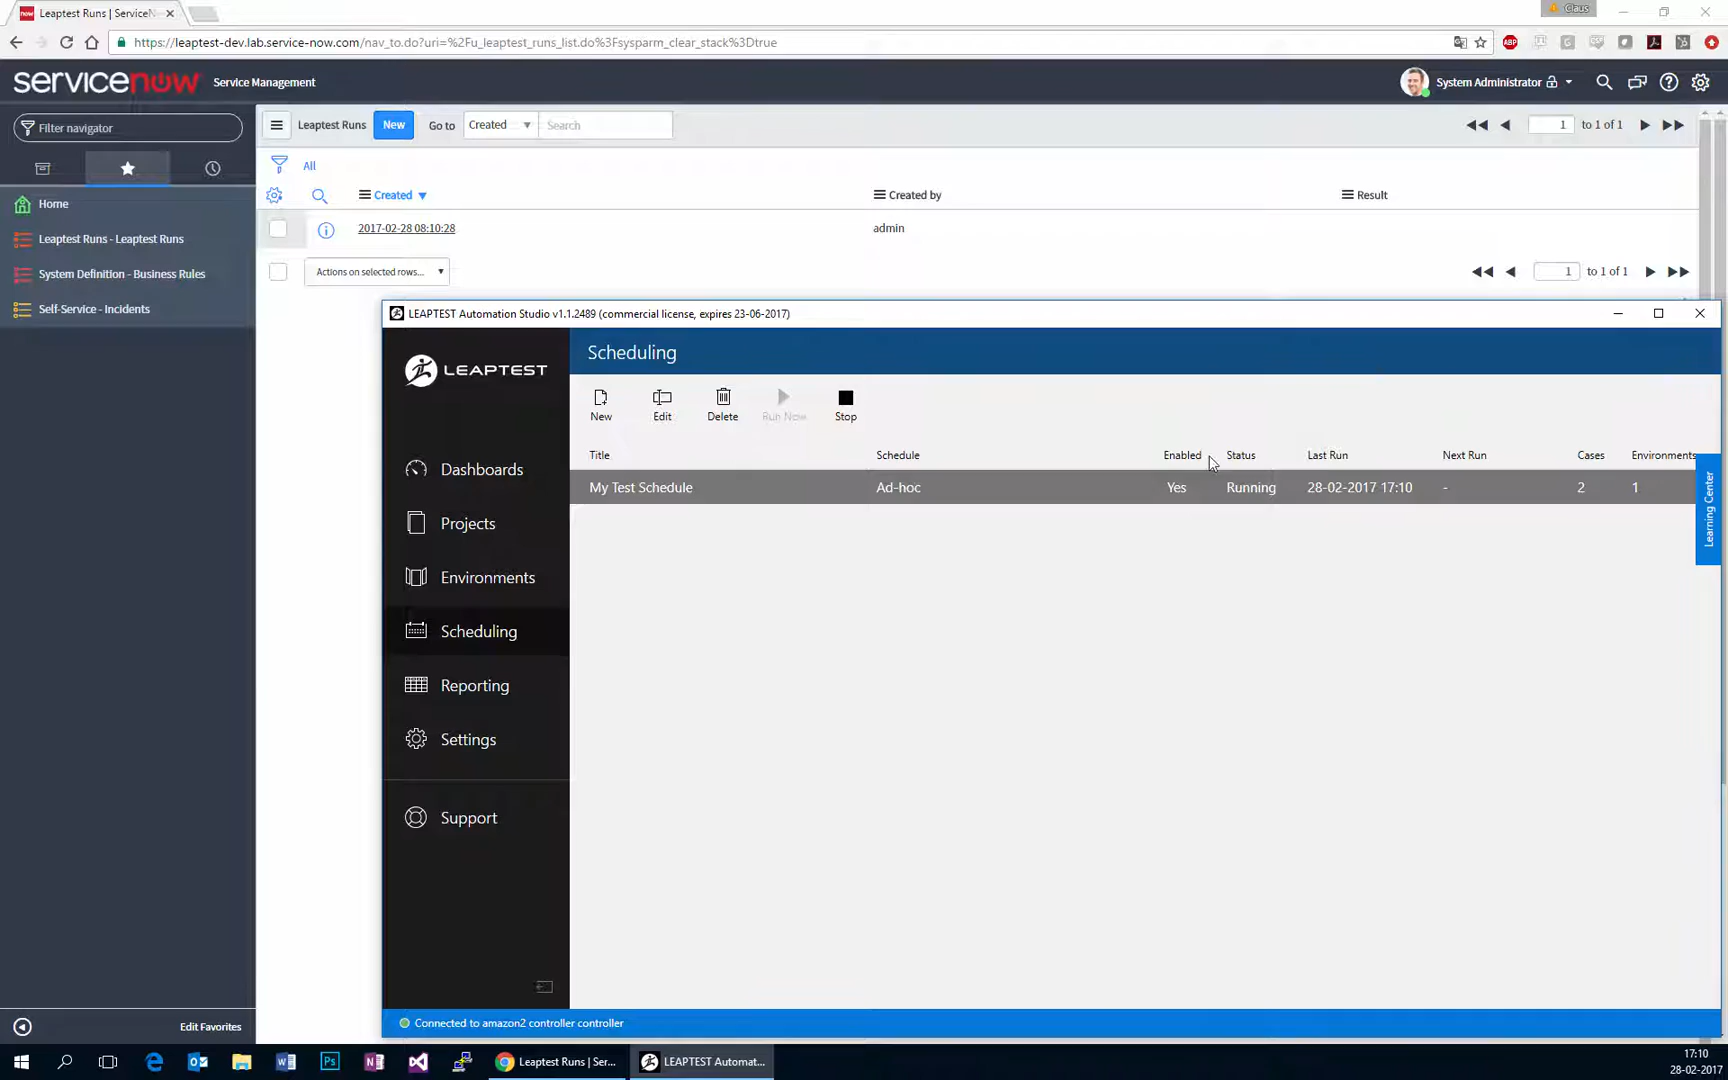 Leaptest Runs | ServiceN
Claus
https://leaptest-dev.lab.service-now.com/nav_to.do?uri=%2Fu_leaptest_runs_list.do%3Fsysparm_clear_stack%3Dtrue
ABP
servicenow Service Management
System Administrator
Filter navigator
Leaptest Runs New Go to Created Search
1 to 1 of 1
All
Created Created by Result
Home
2017-02-28 08:10:28 admin
Leaptest Runs - Leaptest Runs
System Definition - Business Rules
Actions on selected rows...
1 to 1 of 1
Self-Service - Incidents
LEAPTEST Automation Studio v1.1.2489 (commercial license, expires 23-06-2017)
LEAPTEST
Scheduling
New Edit Delete Run Now Stop
Title Schedule Enabled Status Last Run Next Run Cases Environments
My Test Schedule Ad-hoc Yes Running 28-02-2017 17:10 - 2 1
Learning Center
Dashboards
Projects
Environments
Scheduling
Reporting
Settings
Support
Connected to amazon2 controller controller
Edit Favorites
Leaptest Runs | Ser...
LEAPTEST Automat...
17:10
28-02-2017